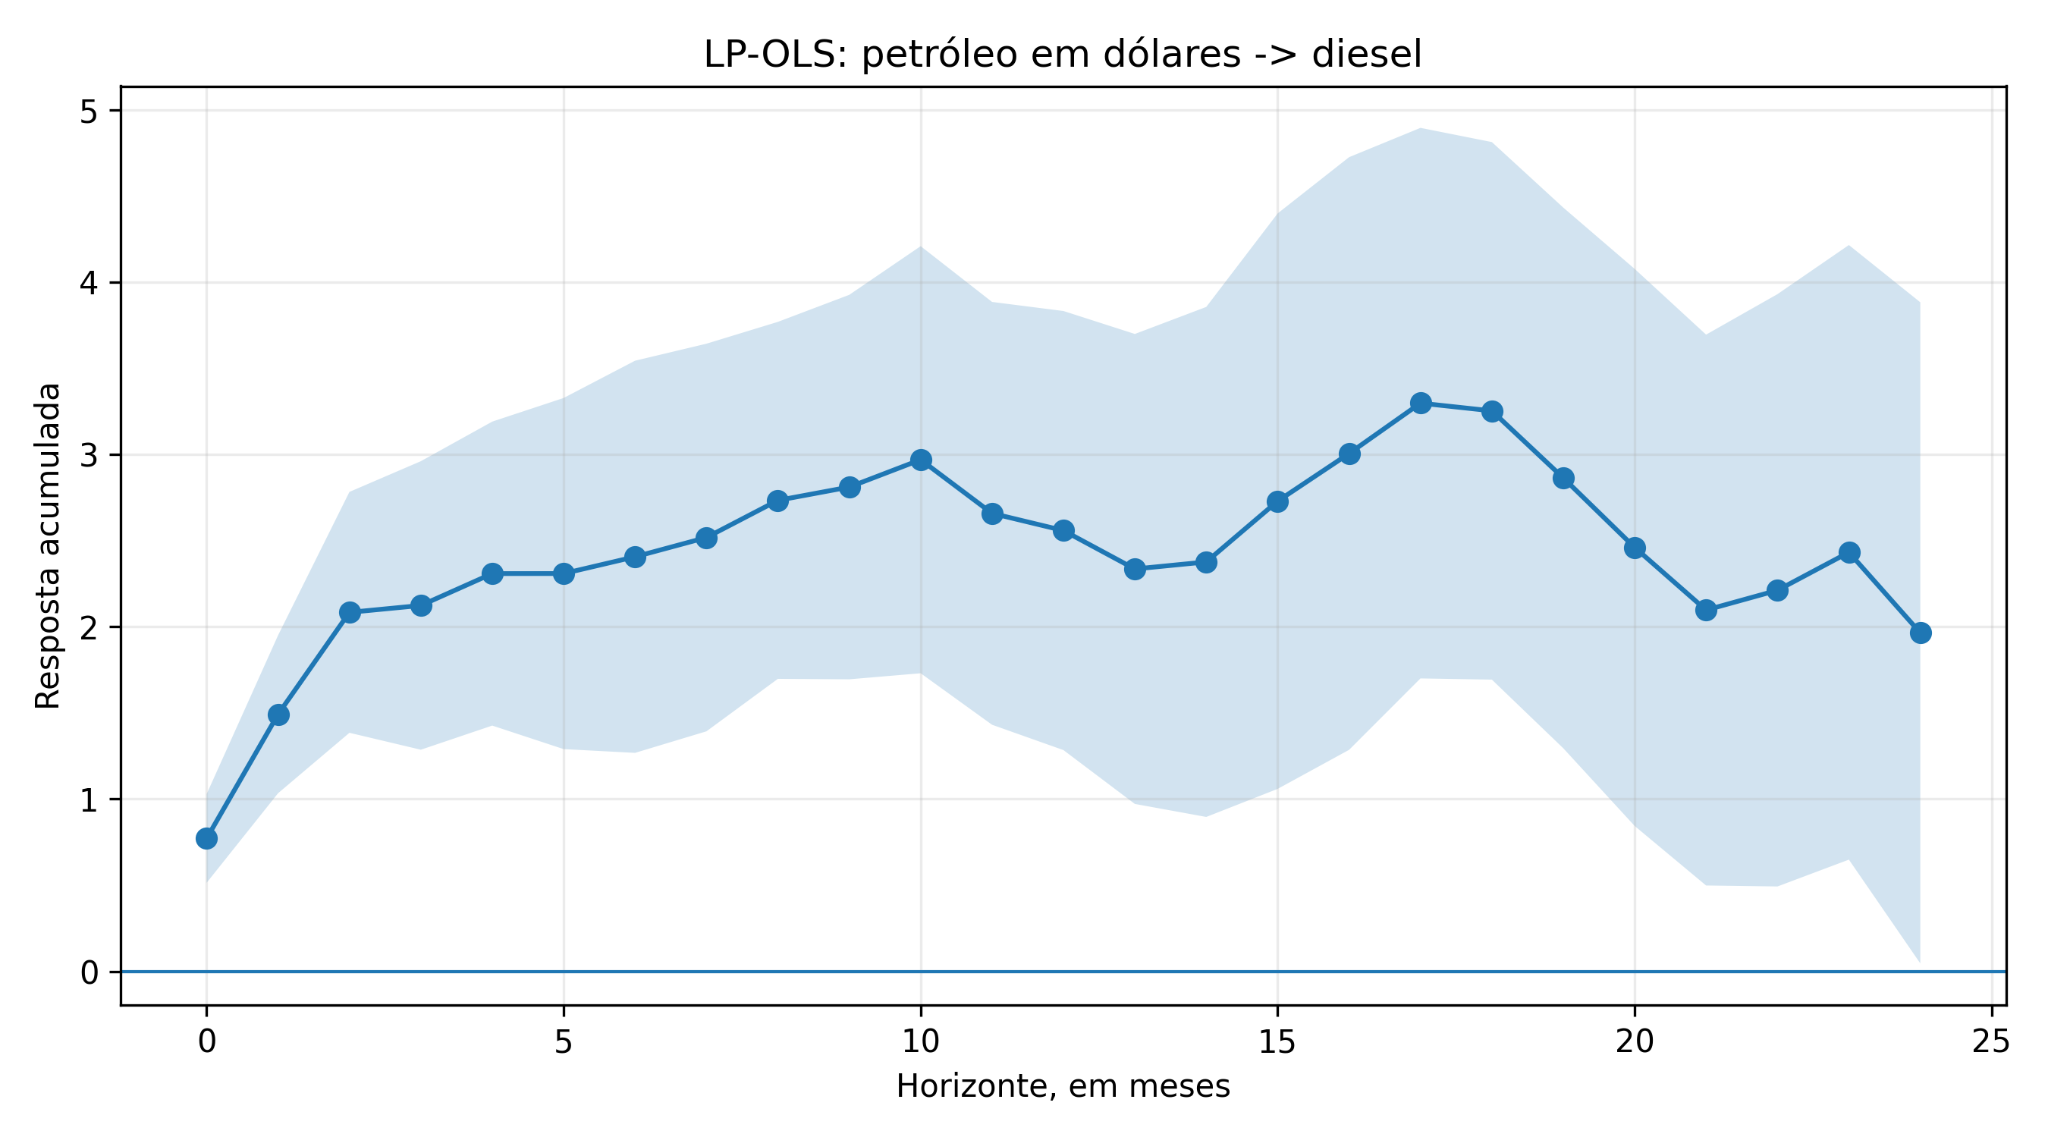 LP-OLS: petróleo em dólares -> diesel
Resposta acumulada
5
4
3
2
1
0
0 5 10 15 20 25
Horizonte, em meses